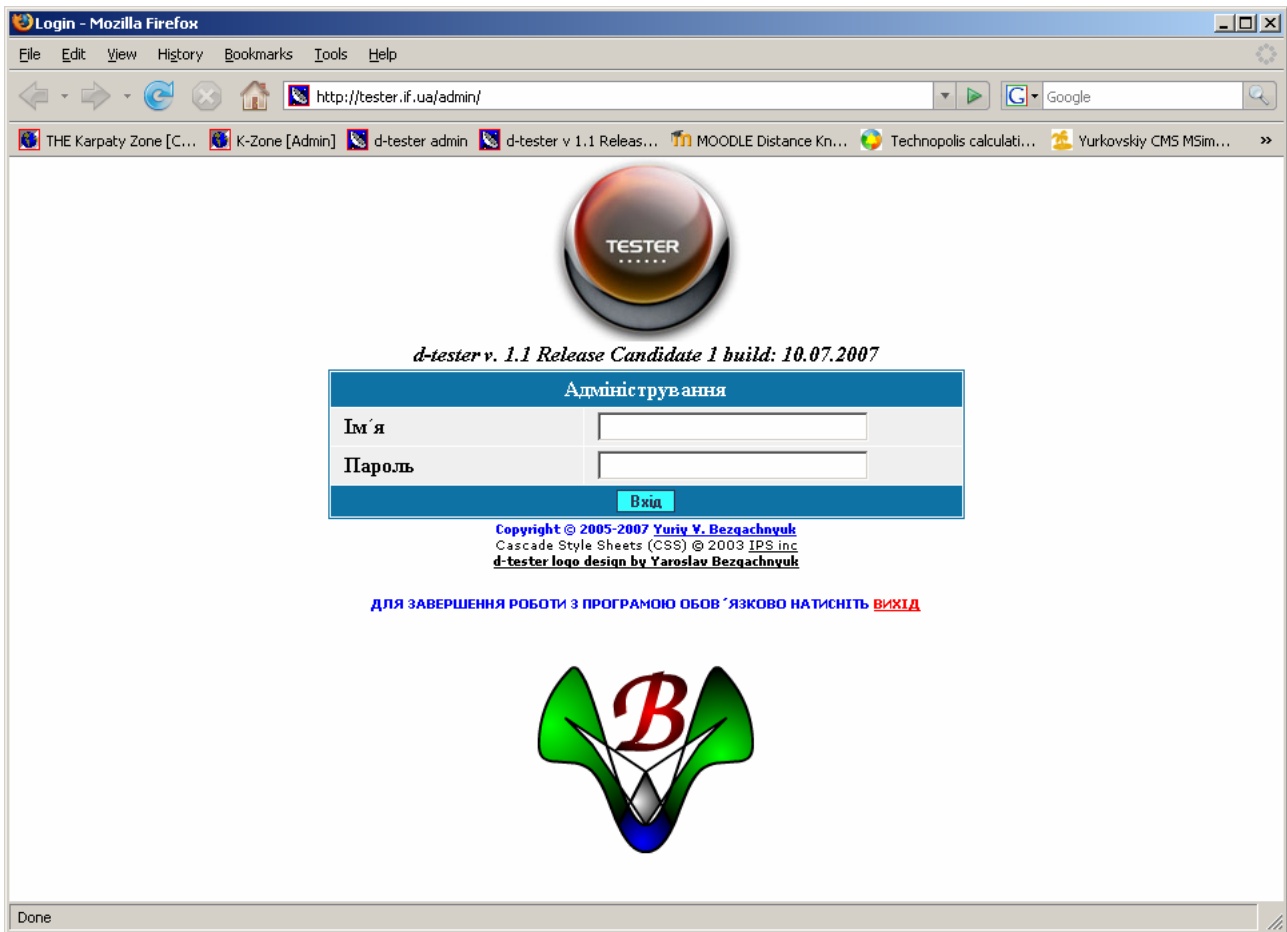 Login - Mozilla Firefox
File Edit View History Bookmarks Tools Help
http://tester.if.ua/admin/ G Google
THE Karpaty Zone [C... K-Zone [Admin] d-tester admin d-tester v 1.1 Releas... MOODLE Distance Kn... Technopolis calculati... Yurkovskiy CMS MSim... »
TESTER
d-tester v. 1.1 Release Candidate 1 build: 10.07.2007
Адміністрування
Ім´я
Пароль
Вхід
Copyright © 2005-2007 Yuriy V. Bezgachnyuk
Cascade Style Sheets (CSS) © 2003 IPS inc
d-tester logo design by Yaroslav Bezgachnyuk
ДЛЯ ЗАВЕРШЕННЯ РОБОТИ З ПРОГРАМОЮ ОБОВ´ЯЗКОВО НАТИСНІТЬ ВИХІД
B
Done